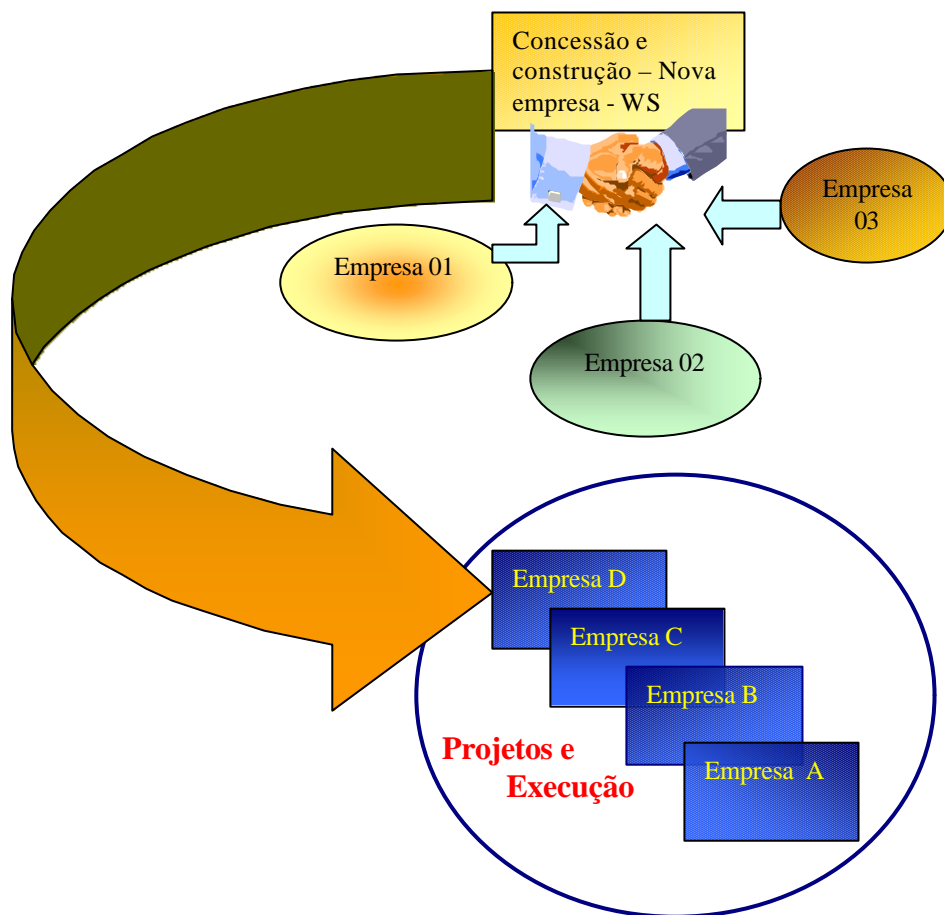 Concessão e
construção – Nova
empresa - WS
Empresa
03
Empresa 01
Empresa 02
Empresa D
Empresa C
Empresa B
Projetos e
Execução
Empresa A